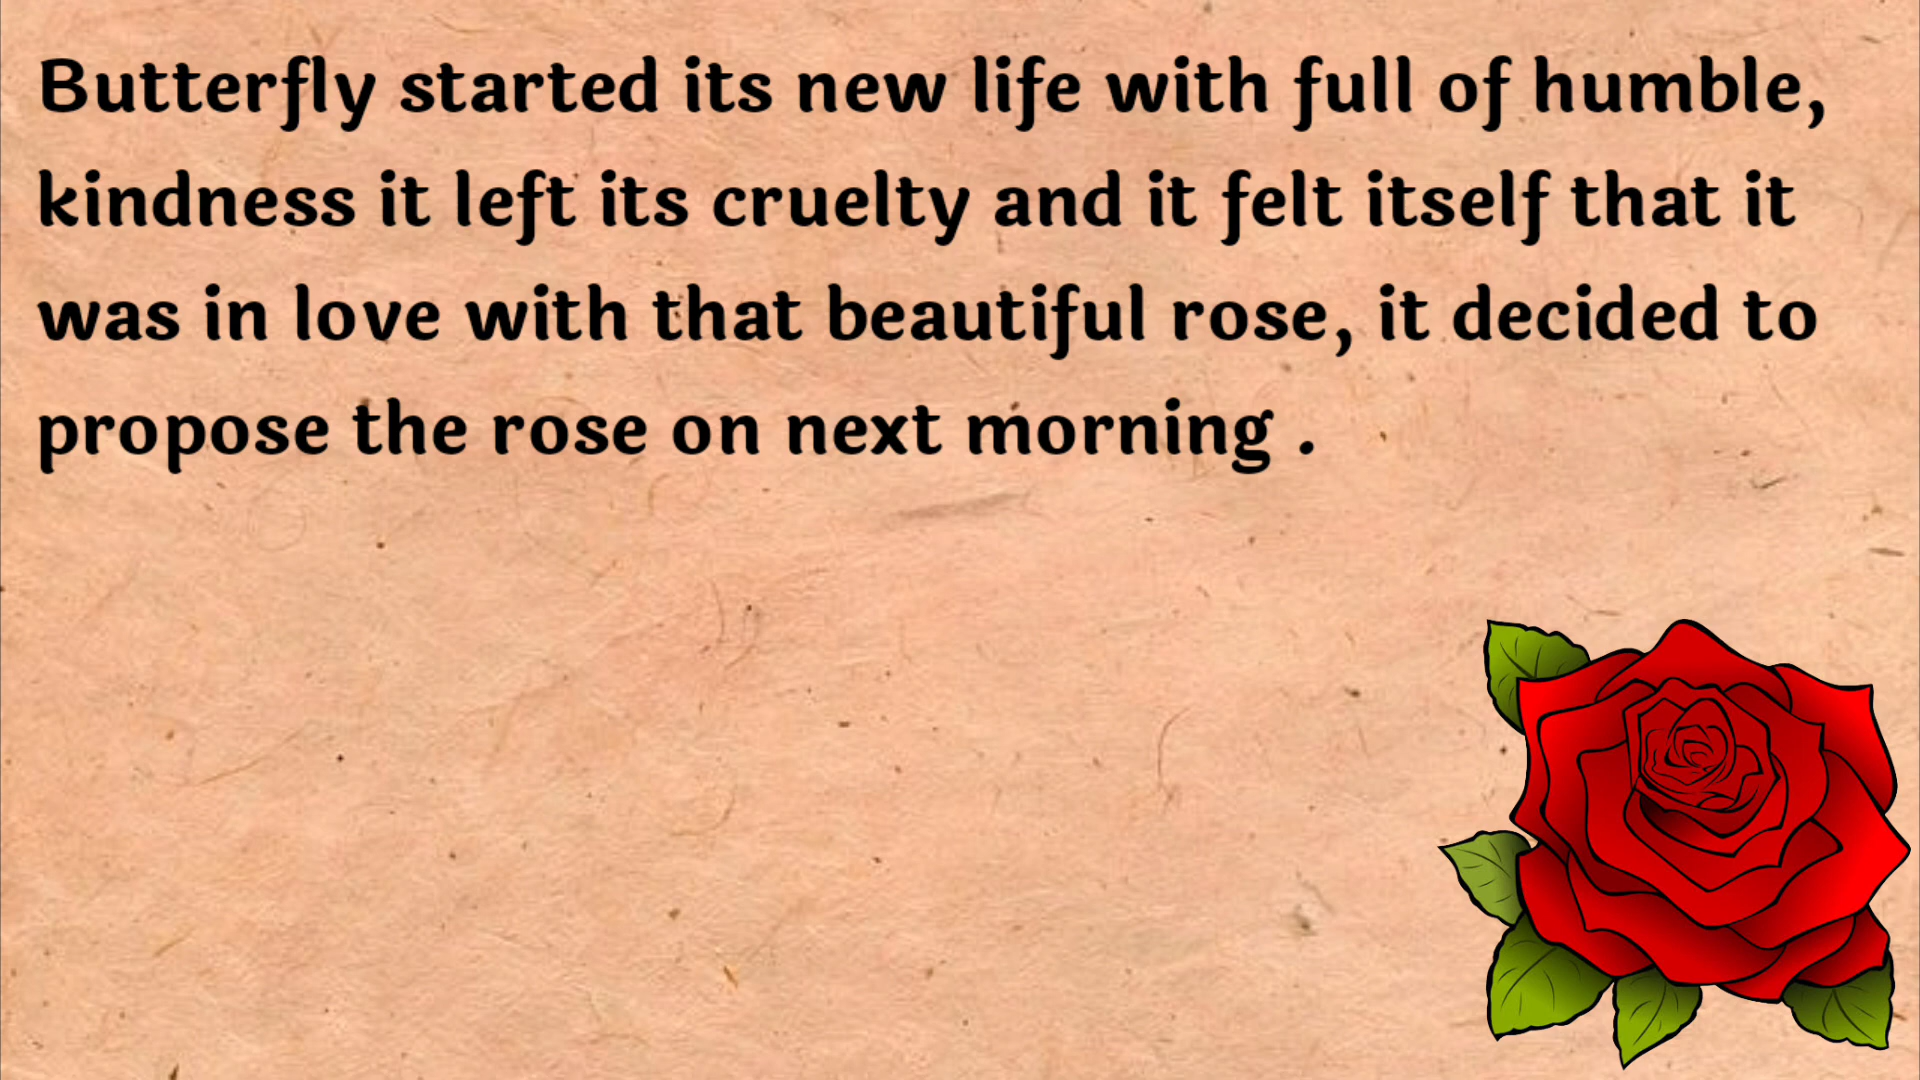 Butterfly started its new life with full of humble,
kindness it left its cruelty and it felt itself that it
was in love with that beautiful rose, it decided to
propose the rose on next morning .